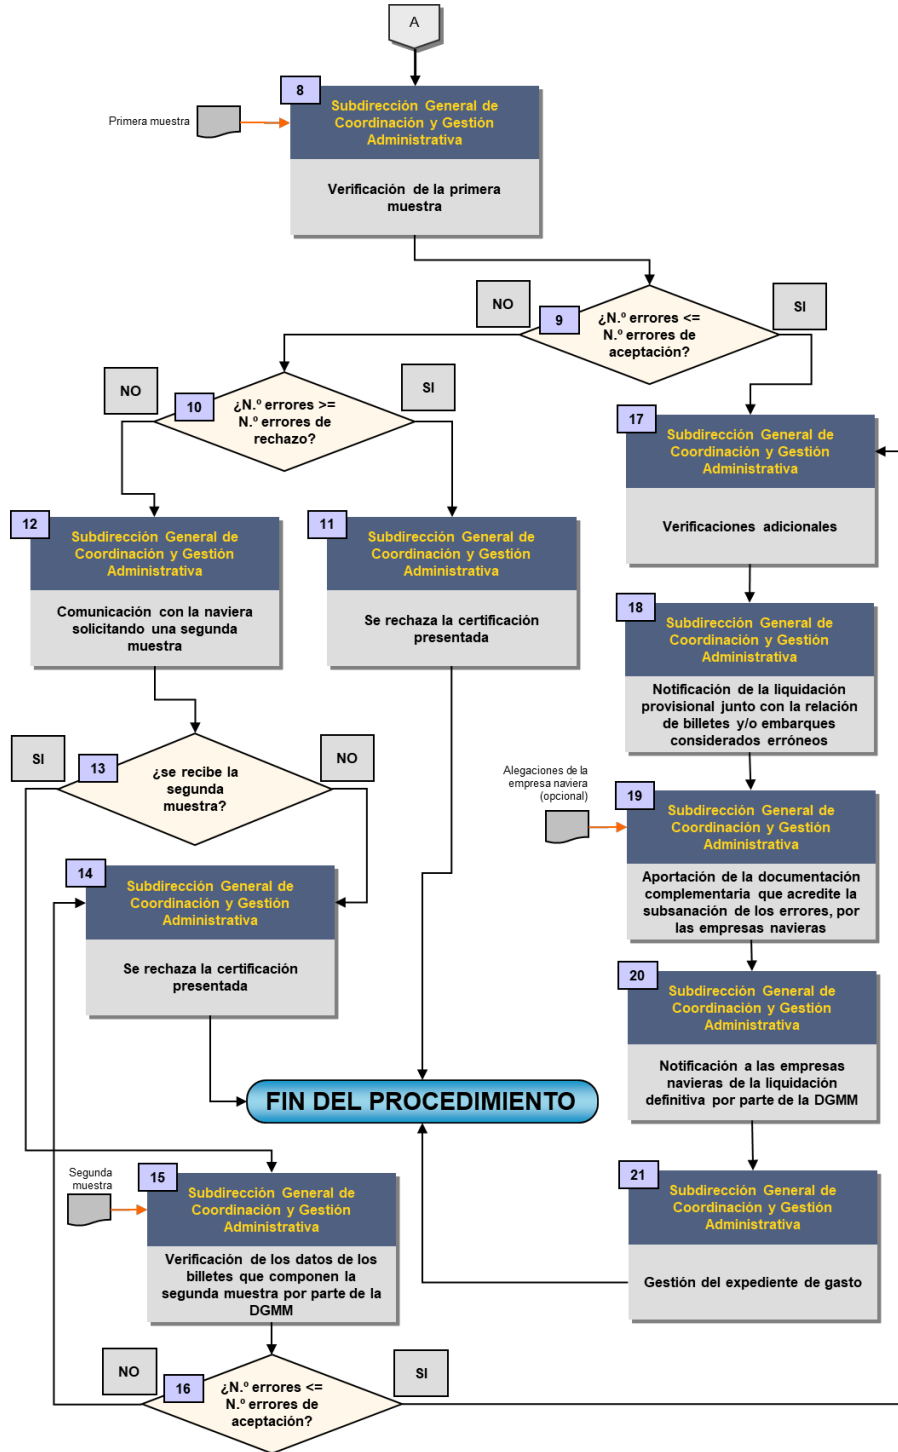 A
8
Subdirección General de
Coordinación y Gestión
Administrativa
Primera muestra
Verificación de la primera
muestra
NO
SI
9
¿N.º errores <=
N.º errores de
aceptación?
NO
SI
10
¿N.º errores >=
N.º errores de
rechazo?
17
Subdirección General de
Coordinación y Gestión
Administrativa
Verificaciones adicionales
12
Subdirección General de
Coordinación y Gestión
Administrativa
Comunicación con la naviera
solicitando una segunda
muestra
11
Subdirección General de
Coordinación y Gestión
Administrativa
Se rechaza la certificación
presentada
18
Subdirección General de
Coordinación y Gestión
Administrativa
Notificación de la liquidación
provisional junto con la relación
de billetes y/o embarques
considerados erróneos
SI
NO
13
¿se recibe la
segunda
muestra?
Alegaciones de la
empresa naviera
(opcional)
19
Subdirección General de
Coordinación y Gestión
Administrativa
Aportación de la documentación
complementaria que acredite la
subsanación de los errores, por
las empresas navieras
14
Subdirección General de
Coordinación y Gestión
Administrativa
Se rechaza la certificación
presentada
20
Subdirección General de
Coordinación y Gestión
Administrativa
Notificación a las empresas
navieras de la liquidación
definitiva por parte de la DGMM
FIN DEL PROCEDIMIENTO
Segunda
muestra
15
Subdirección General de
Coordinación y Gestión
Administrativa
Verificación de los datos de los
billetes que componen la
segunda muestra por parte de la
DGMM
21
Subdirección General de
Coordinación y Gestión
Administrativa
Gestión del expediente de gasto
NO
SI
16
¿N.º errores <=
N.º errores de
aceptación?